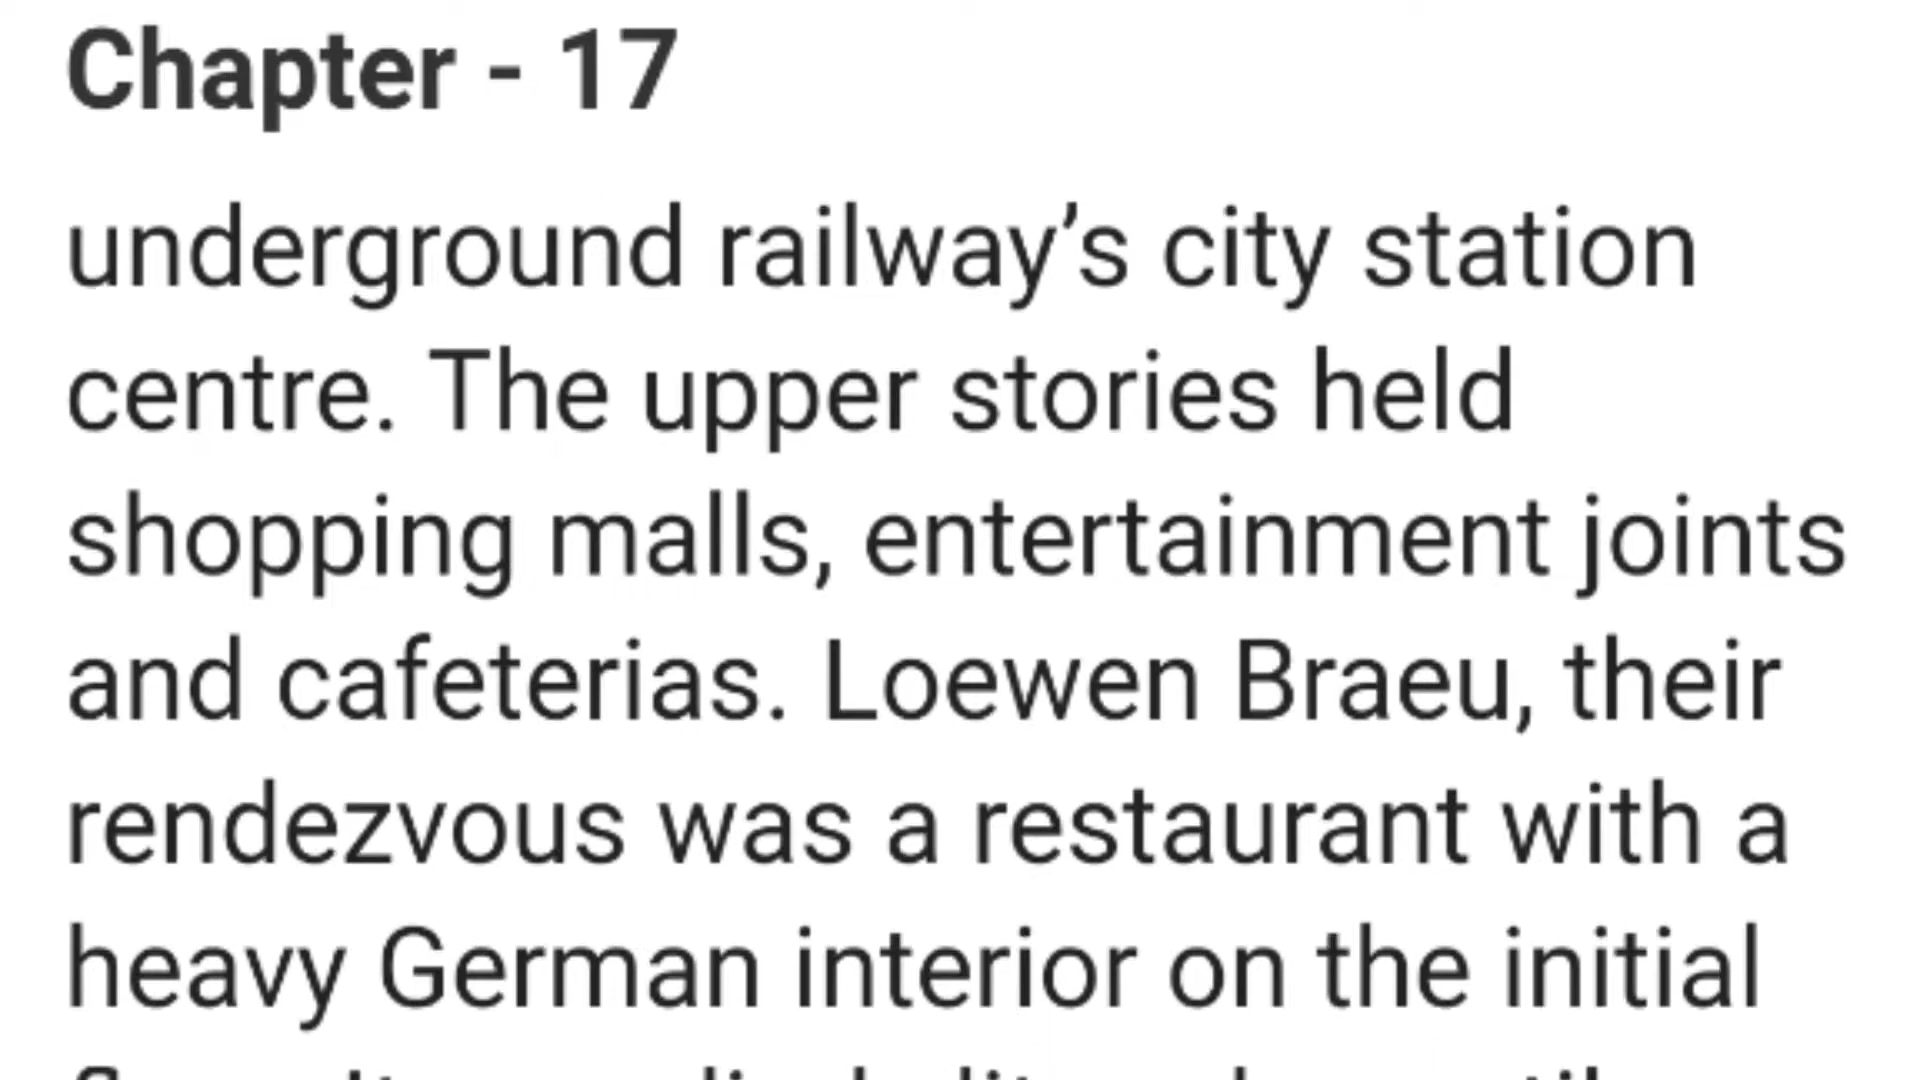 Chapter - 17
underground railway’s city station
centre. The upper stories held
shopping malls, entertainment joints
and cafeterias. Loewen Braeu, their
rendezvous was a restaurant with a
heavy German interior on the initial